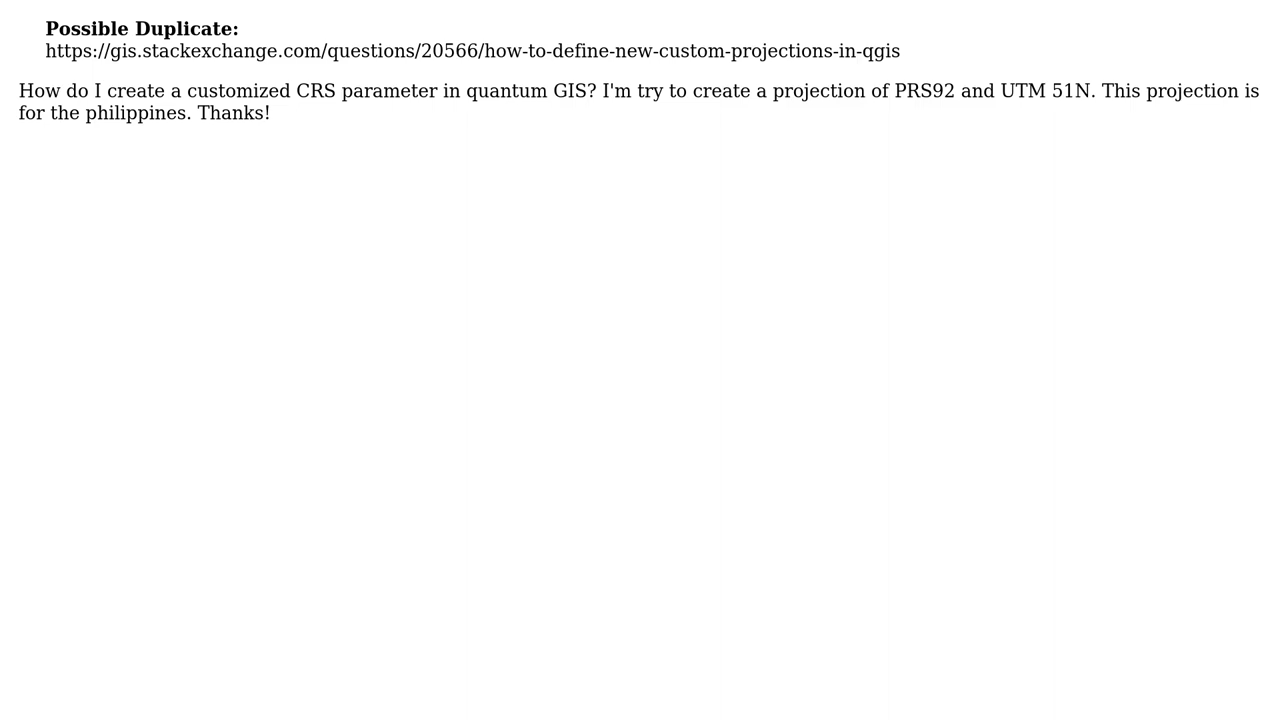 Possible Duplicate:
https://gis.stackexchange.com/questions/20566/how-to-define-new-custom-projections-in-qgis
How do I create a customized CRS parameter in quantum GIS? I'm try to create a projection of PRS92 and UTM 51N. This projection is
for the philippines. Thanks!